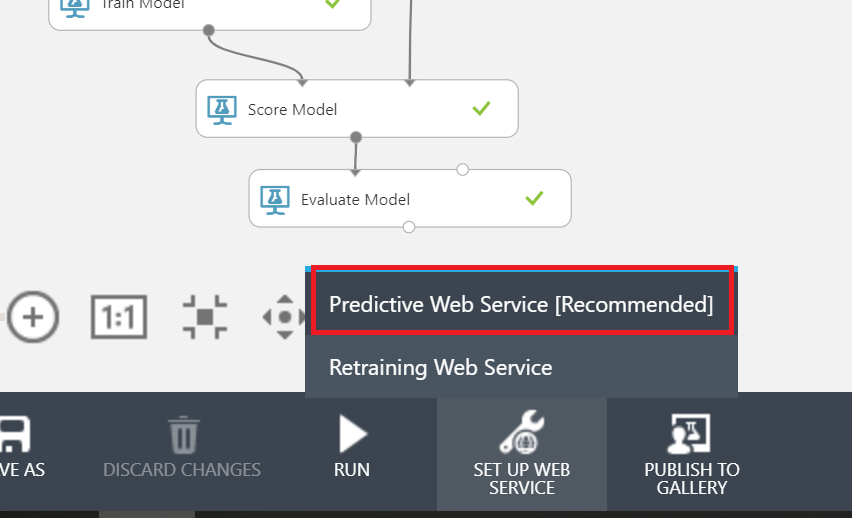 Train Model
Score Model
Evaluate Model
1:1
Predictive Web Service [Recommended]
Retraining Web Service
VE AS
DISCARD CHANGES
RUN
SET UP WEB
SERVICE
PUBLISH TO
GALLERY